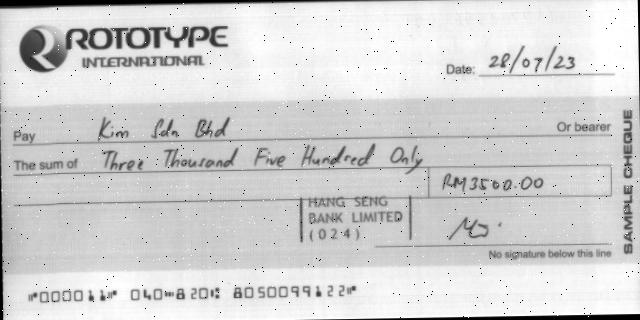 ROTOTYPE
INTERNATIONAL
Date: 28/07/23
Pay Kim Sdn Bhd Or bearer
The sum of Three Thousand Five Hundred Only
RM3500.00
HANG SENG
BANK LIMITED
(024)
No signature below this line
SAMPLE CHEQUE
"000011" 040 820 8050099122"